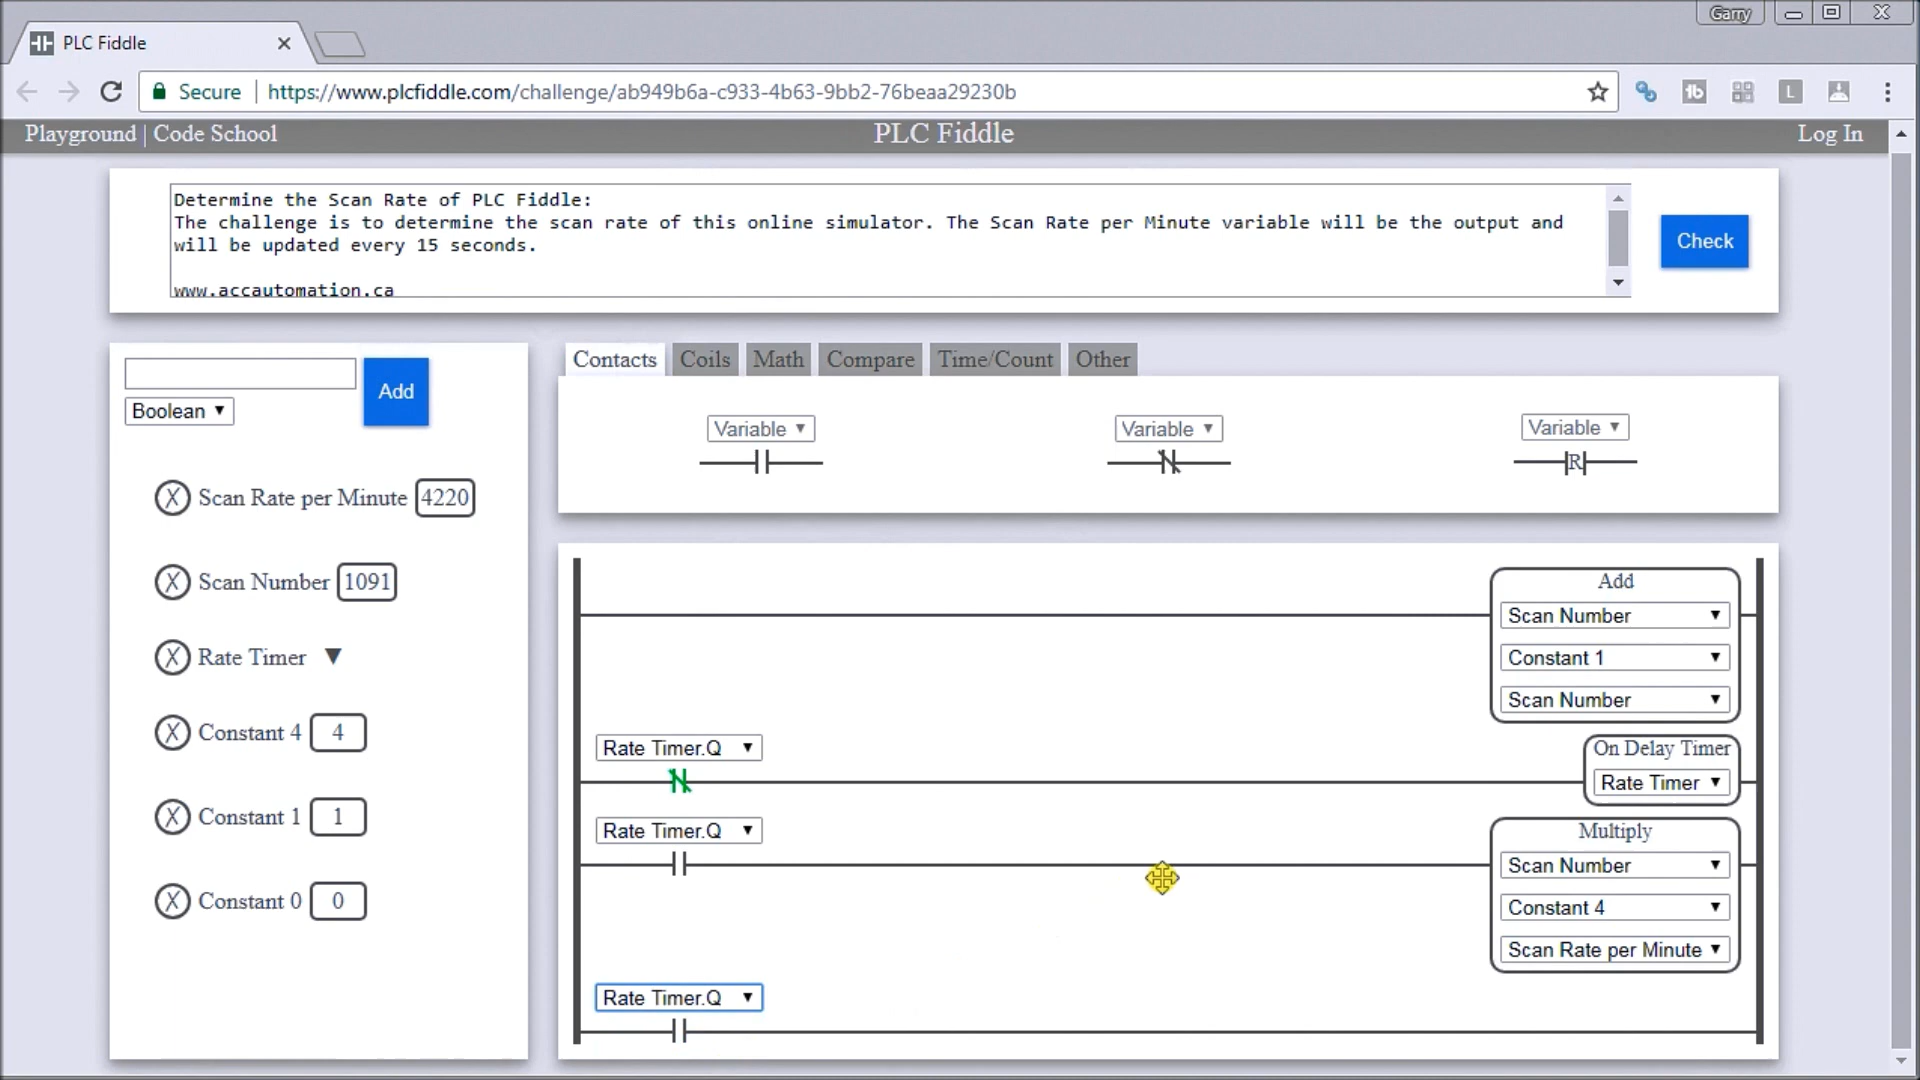 Garry
PLC Fiddle
Secure https://www.plcfiddle.com/challenge/ab949b6a-c933-4b63-9bb2-76beaa29230b
Playground | Code School
PLC Fiddle
Log In
Determine the Scan Rate of PLC Fiddle:
The challenge is to determine the scan rate of this online simulator. The Scan Rate per Minute variable will be the output and
will be updated every 15 seconds.
www.accautomation.ca
Check
Add
Boolean
Scan Rate per Minute 4220
Scan Number 1091
Rate Timer
Constant 4 4
Constant 1 1
Constant 0 0
Contacts Coils Math Compare Time/Count Other
Variable Variable Variable
R
Add
Scan Number
Constant 1
Scan Number
Rate Timer.Q
On Delay Timer
Rate Timer
Rate Timer.Q
Multiply
Scan Number
Constant 4
Scan Rate per Minute
Rate Timer.Q